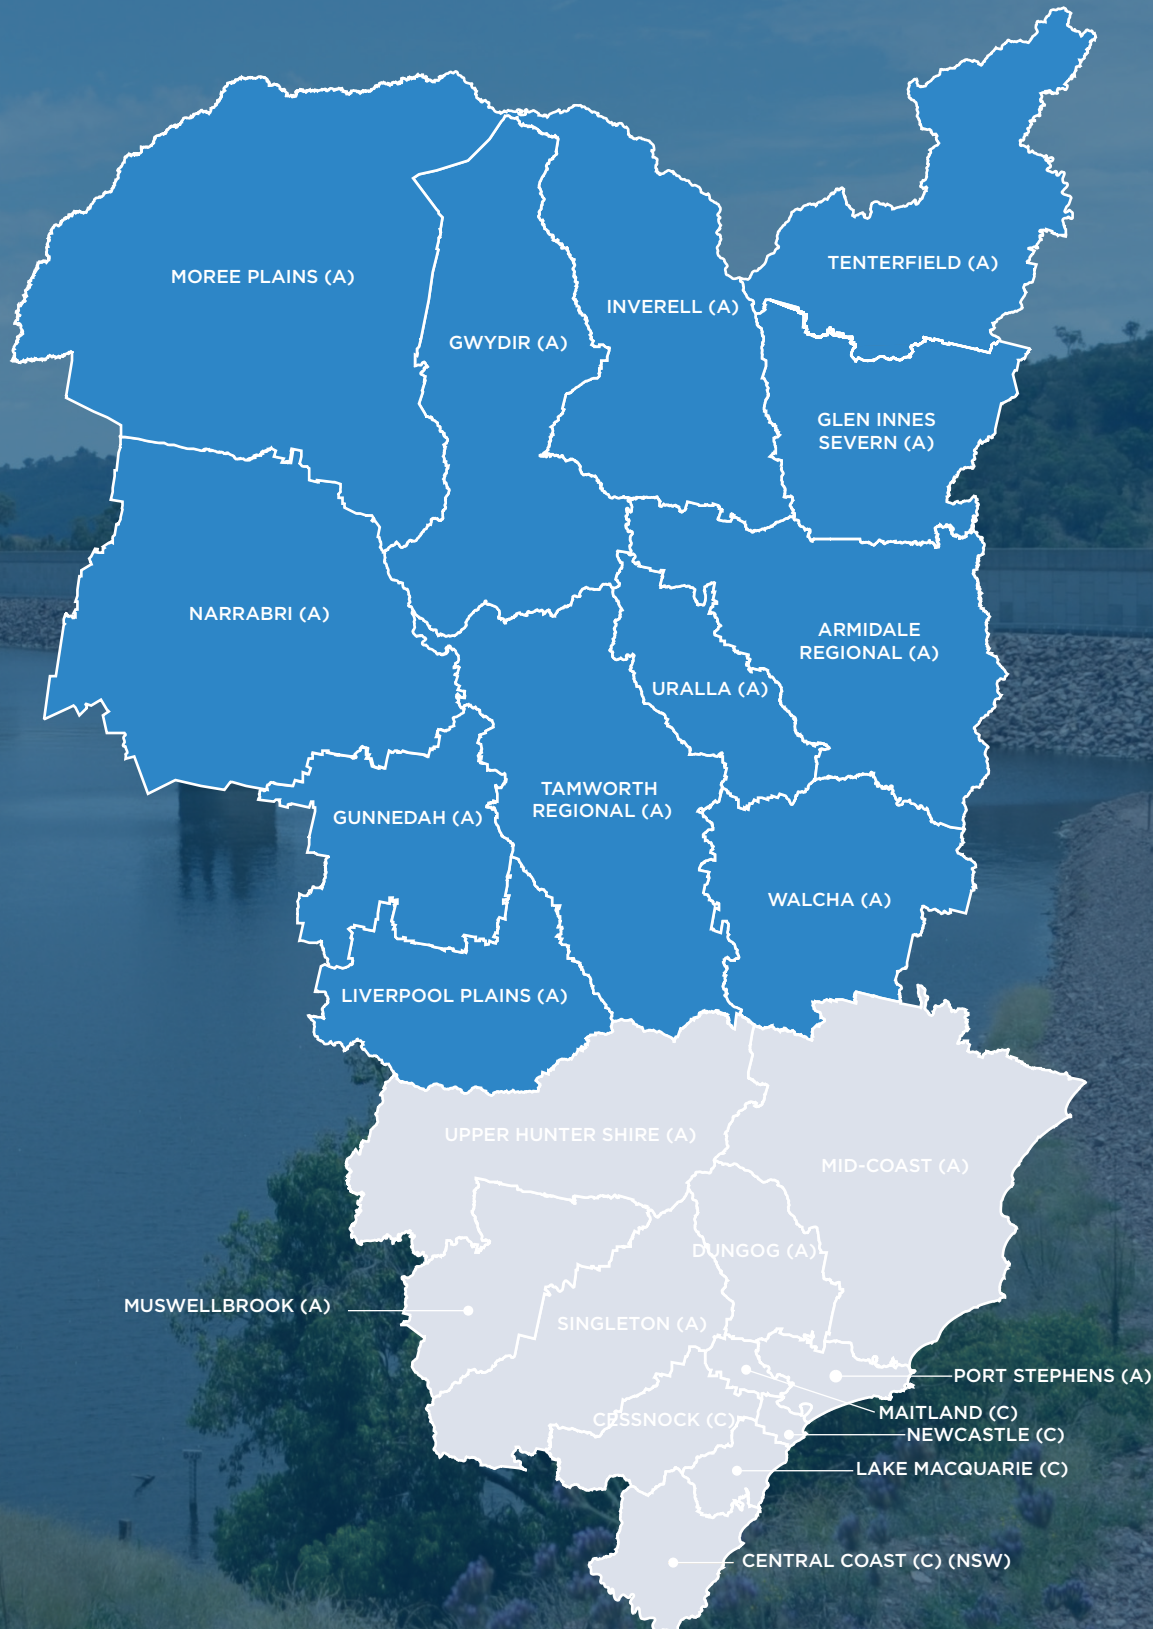 MOREE PLAINS (A)
GWYDIR (A)
INVERELL (A)
TENTERFIELD (A)
GLEN INNES
SEVERN (A)
NARRABRI (A)
ARMIDALE
REGIONAL (A)
URALLA (A)
TAMWORTH
REGIONAL (A)
GUNNEDAH (A)
WALCHA (A)
LIVERPOOL PLAINS (A)
UPPER HUNTER SHIRE (A)
MID-COAST (A)
DUNGOG (A)
MUSWELLBROOK (A)
SINGLETON (A)
PORT STEPHENS (A)
MAITLAND (C)
CESSNOCK (C)
NEWCASTLE (C)
LAKE MACQUARIE (C)
CENTRAL COAST (C) (NSW)